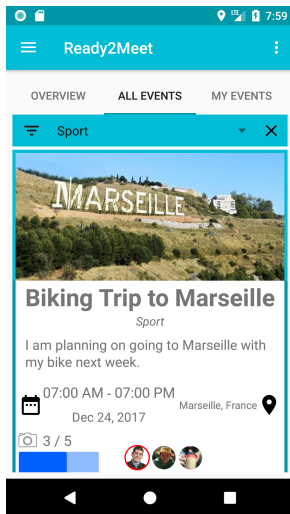 LTE 7:59
Ready2Meet
OVERVIEW ALL EVENTS MY EVENTS
Sport
MARSEILLE
Biking Trip to Marseille
Sport
I am planning on going to Marseille with
my bike next week.
07:00 AM - 07:00 PM
Marseille, France
Dec 24, 2017
3 / 5